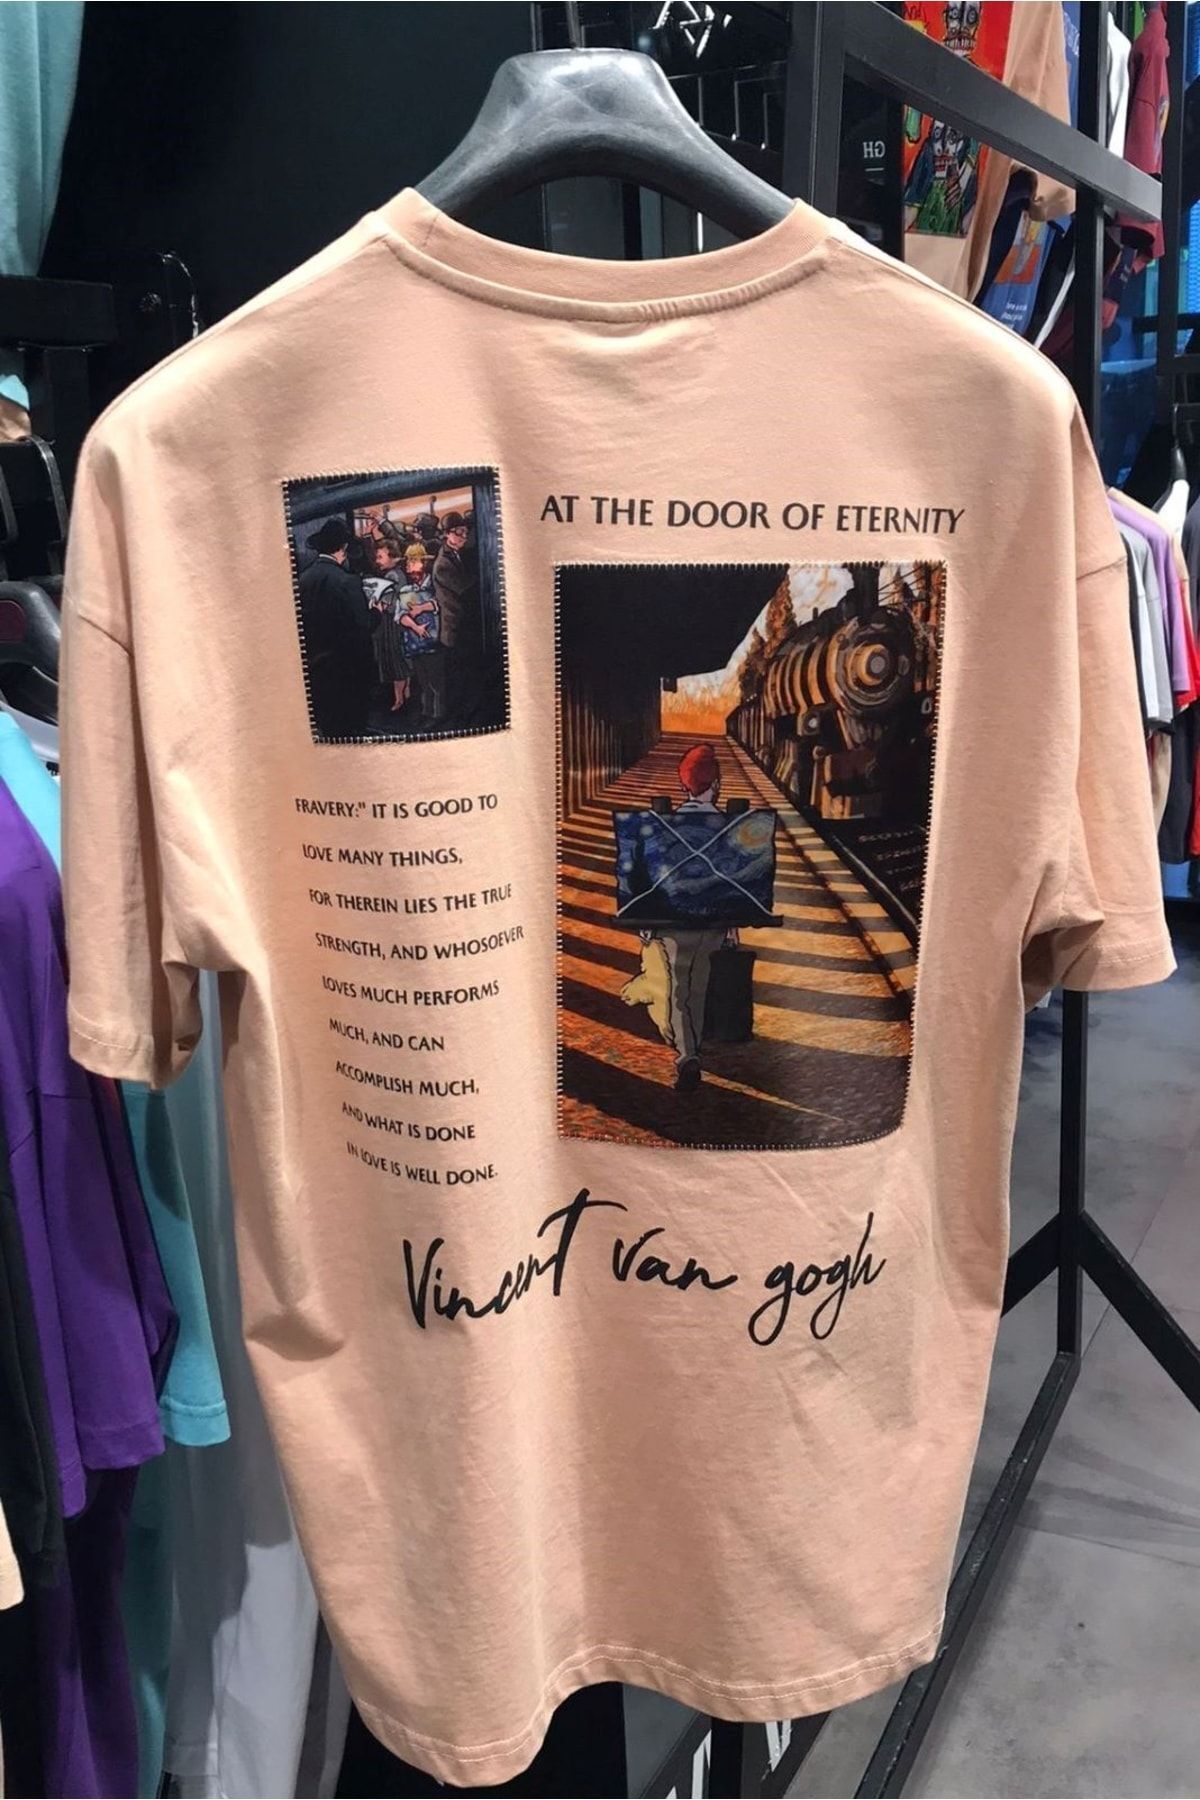 AT THE DOOR OF ETERNITY
FRAVERY:" IT IS GOOD TO
LOVE MANY THINGS,
FOR THEREIN LIES THE TRUE
STRENGTH, AND WHOSOEVER
LOVES MUCH PERFORMS
MUCH, AND CAN
ACCOMPLISH MUCH,
AND WHAT IS DONE
IN LOVE IS WELL DONE.
Vincent van gogh